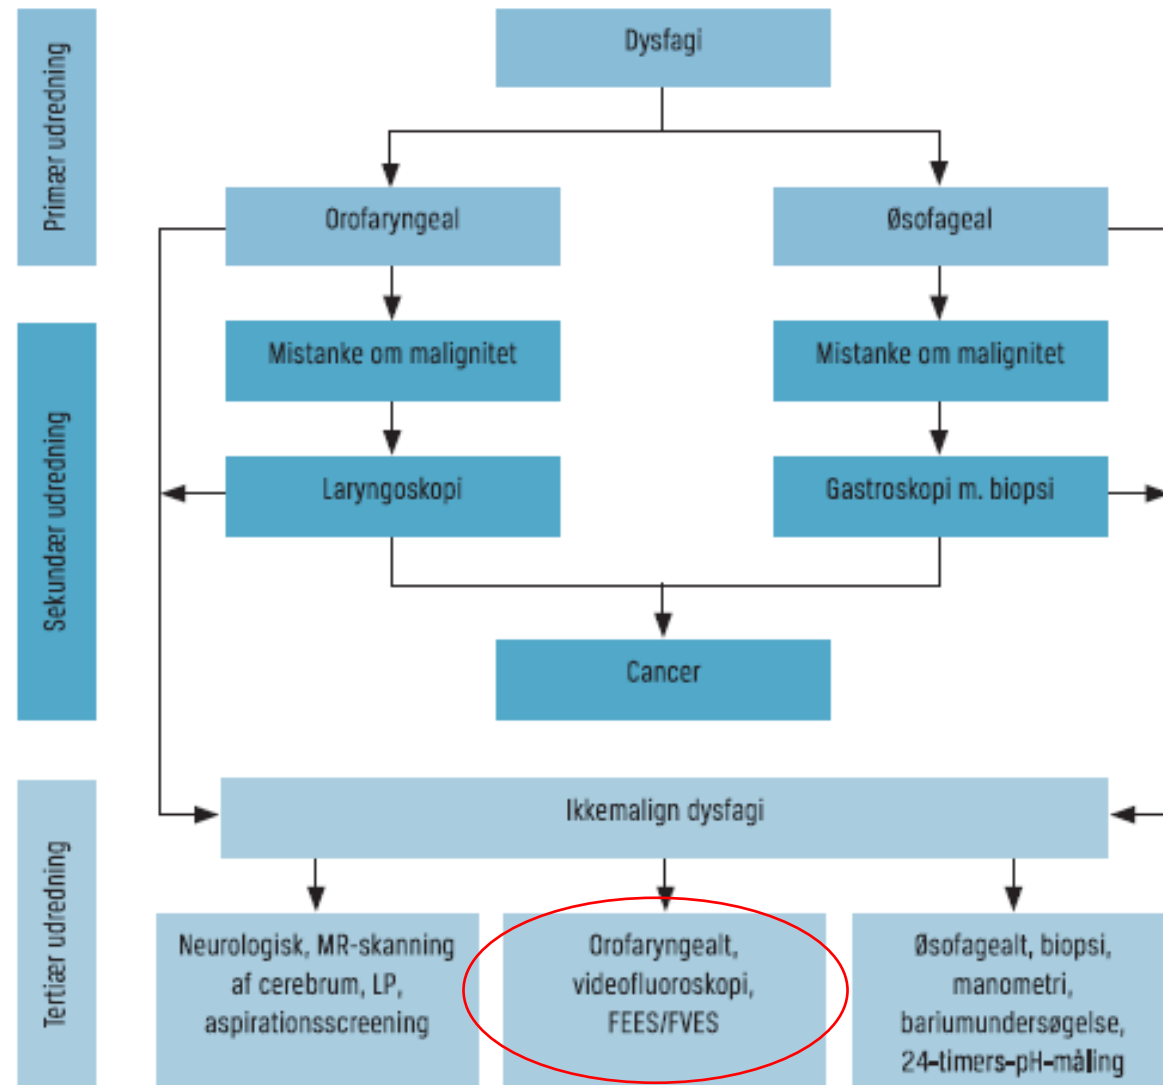 Primær udredning
Dysfagi
Orofaryngeal
Øsofageal
Sekundær udredning
Mistanke om malignitet
Mistanke om malignitet
Laryngoskopi
Gastroskopi m. biopsi
Cancer
Tertiær udredning
Ikkemalign dysfagi
Neurologisk, MR-skanning
af cerebrum, LP,
aspirationsscreening
Orofaryngealt,
videofluoroskopi,
FEES/FVES
Øsofagealt, biopsi,
manometri,
bariumundersøgelse,
24-timers-pH-måling